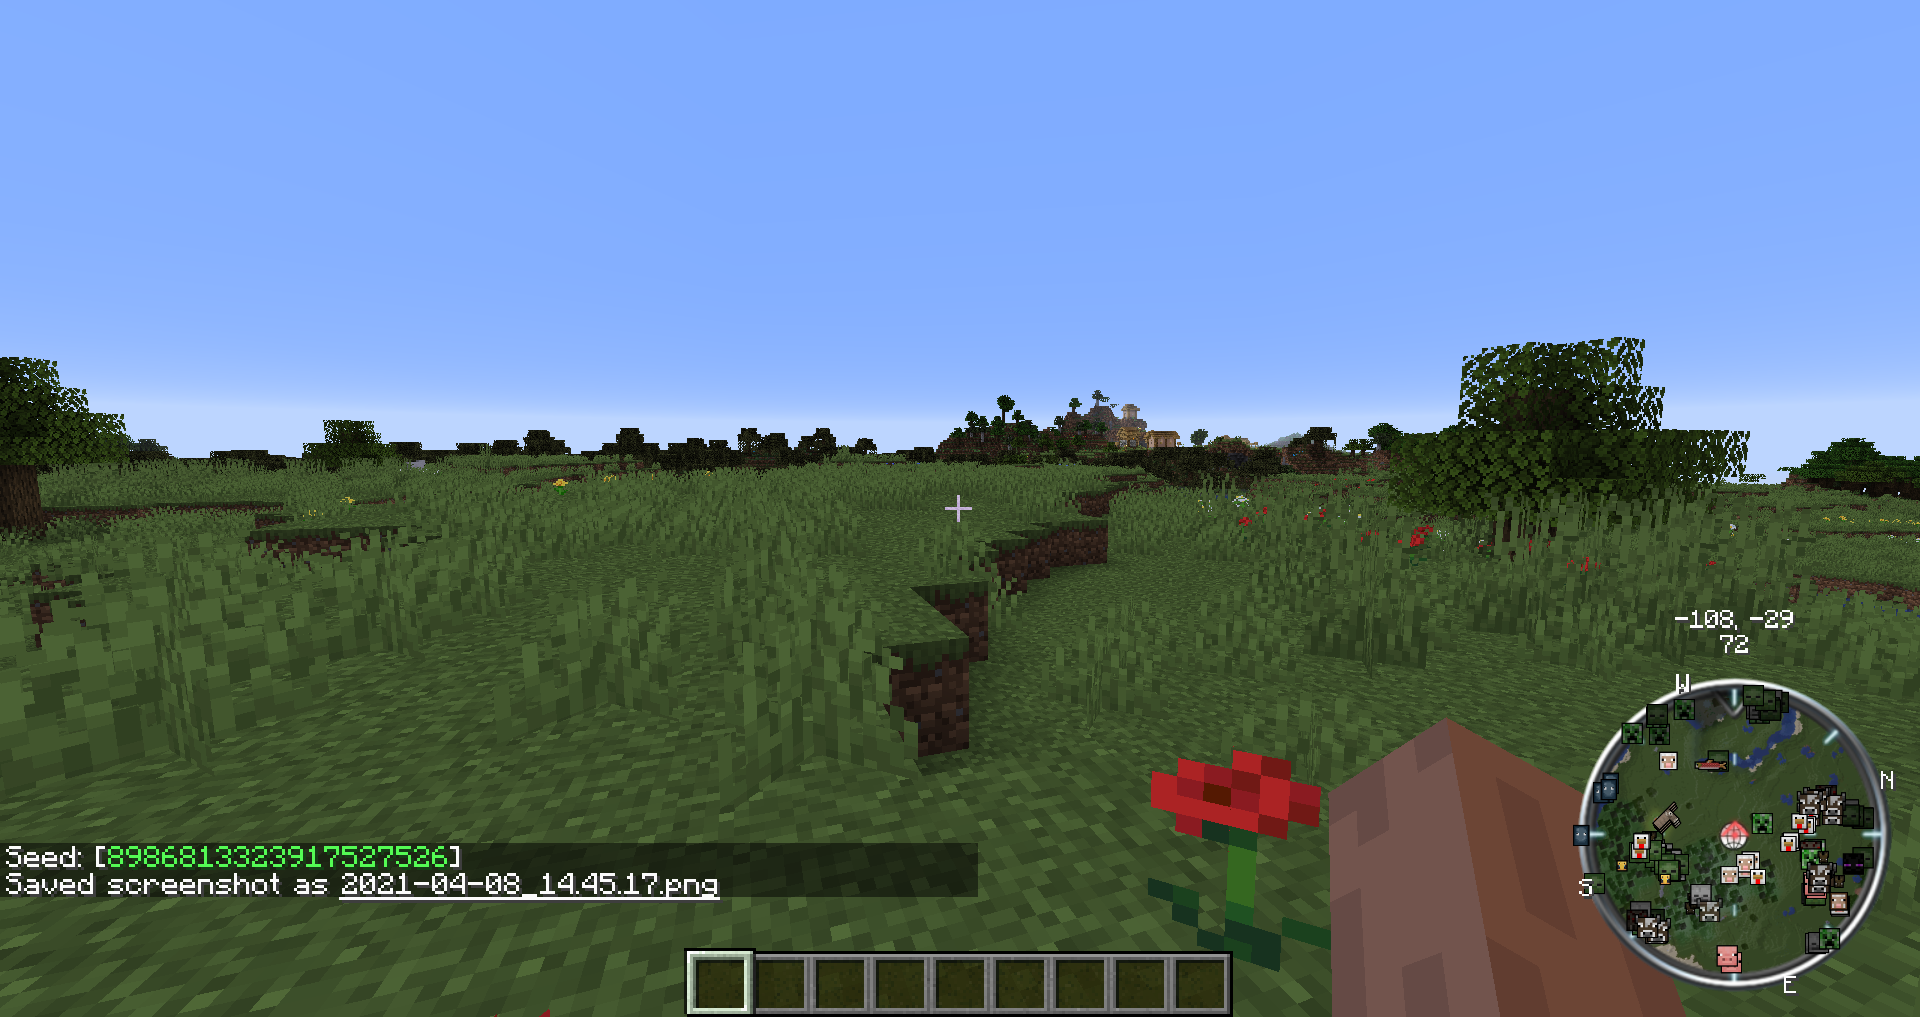 -108, -29
72
W
N
S
E
Seed: [8986813323917527526]
Saved screenshot as 2021-04-08_14.45.17.png